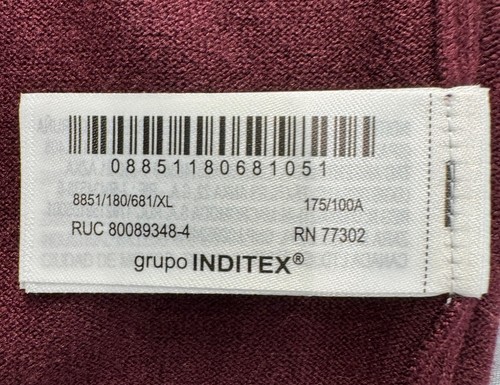 08851180681051
8851/180/681/XL 175/100A
RUC 80089348-4 RN 77302
grupo INDITEX®